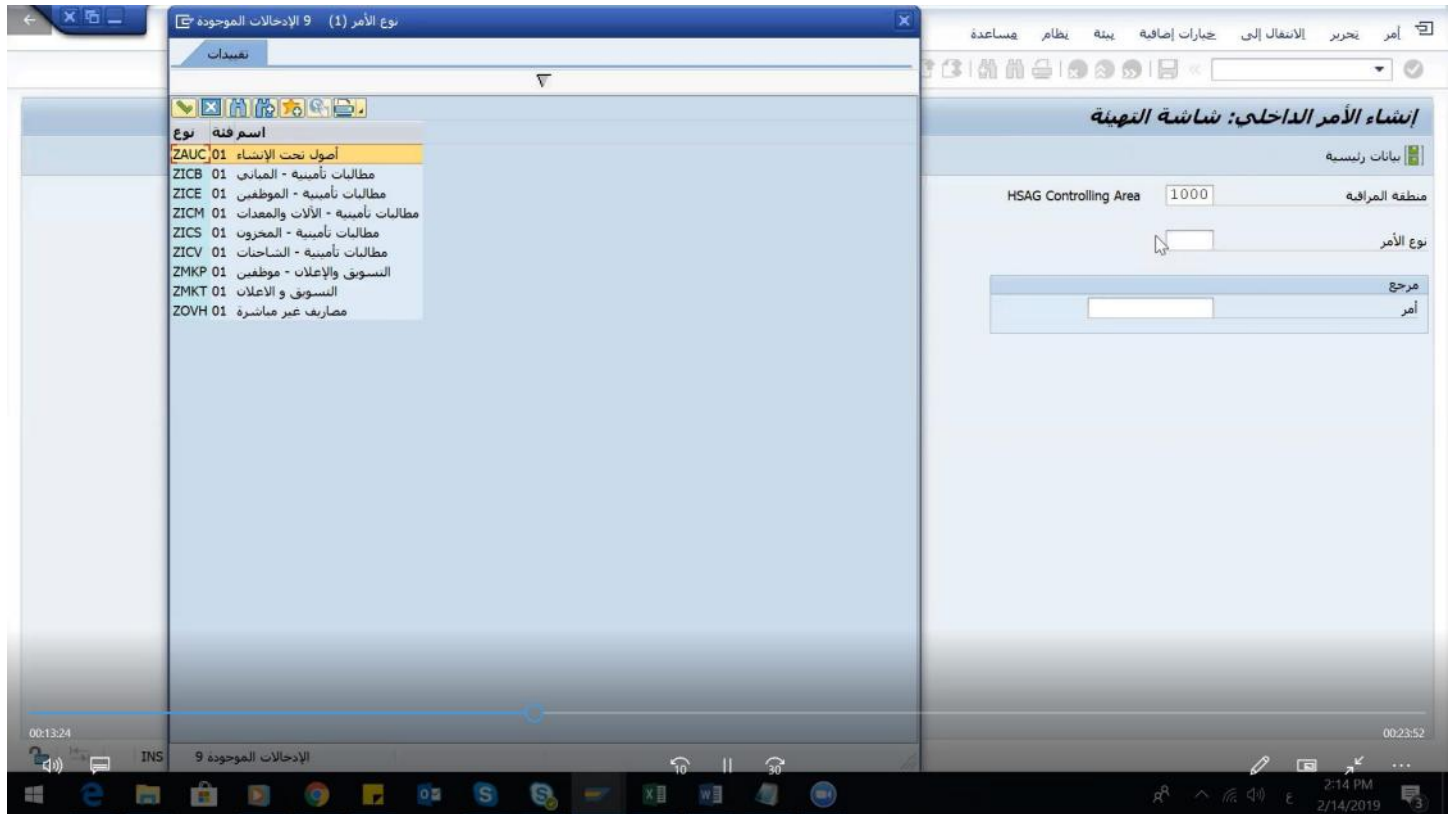 نوع الأمر (1) 9 الإدخالات الموجودة
تقييدات
نوع فئة اسم
ZAUC 01 أصول تحت الإنشاء
ZICB 01 مطالبات تأمينية - المباني
ZICE 01 مطالبات تأمينية - الموظفين
ZICM 01 مطالبات تأمينية - الآلات والمعدات
ZICS 01 مطالبات تأمينية - المخزون
ZICV 01 مطالبات تأمينية - الشاحنات
ZMKP 01 التسويق والإعلان - موظفين
ZMKT 01 التسويق و الاعلان
ZOVH 01 مصاريف غير مباشرة
9 الإدخالات الموجودة
أمر تحرير الانتقال إلى خيارات إضافية بيئة نظام مساعدة
إنشاء الأمر الداخلي: شاشة التهيئة
بيانات رئيسية
منطقة المراقبة 1000 HSAG Controlling Area
نوع الأمر
مرجع
أمر
00:13:24
00:23:52
INS
10
30
ع
2:14 PM
2/14/2019
3